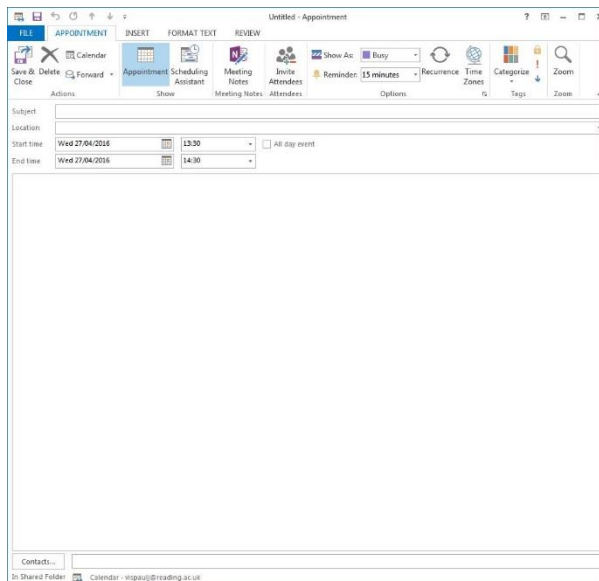 Untitled - Appointment ?
FILE APPOINTMENT INSERT FORMAT TEXT REVIEW
Save & Close
Delete
Calendar
Forward
Actions
Appointment
Scheduling Assistant
Show
Meeting Notes
Meeting Notes
Invite Attendees
Attendees
Show As: Busy
Reminder: 15 minutes
Recurrence
Time Zones
Options
Categorize
Tags
Zoom
Zoom
Subject
Location
Start time Wed 27/04/2016 13:30 All day event
End time Wed 27/04/2016 14:30
Contacts...
In Shared Folder Calendar - vispaulj@reading.ac.uk